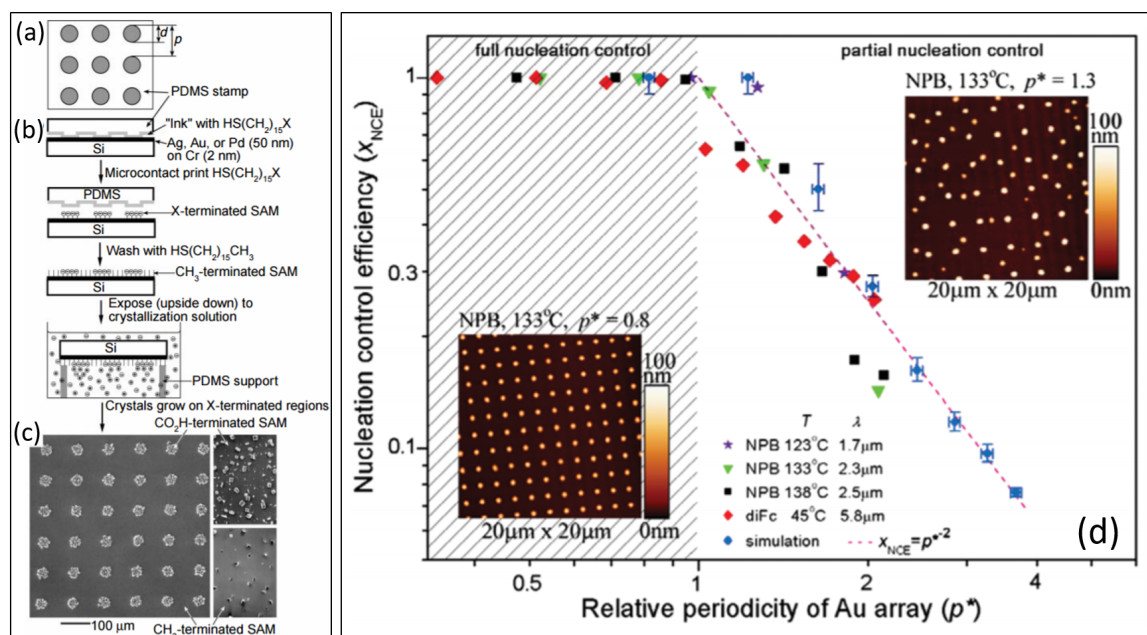 (a)
d
p
PDMS stamp
(b)
"Ink" with HS(CH₂)₁₅X
Si
Ag, Au, or Pd (50 nm)
on Cr (2 nm)
Microcontact print HS(CH₂)₁₅X
PDMS
X-terminated SAM
Si
Wash with HS(CH₂)₁₅CH₃
CH₃-terminated SAM
Si
Expose (upside down) to
crystallization solution
Si
PDMS support
Crystals grow on X-terminated regions
(c)
CO₂H-terminated SAM
100 μm
CH₃-terminated SAM
full nucleation control
partial nucleation control
Nucleation control efficiency (x_NCE)
1
0.3
0.1
NPB, 133°C, p* = 1.3
100
nm
0nm
20μm x 20μm
NPB, 133°C, p* = 0.8
100
nm
0nm
20μm x 20μm
T λ
NPB 123°C 1.7μm
NPB 133°C 2.3μm
NPB 138°C 2.5μm
diFc 45°C 5.8μm
simulation x_NCE=p*⁻²
(d)
0.5 1 2 4
Relative periodicity of Au array (p*)